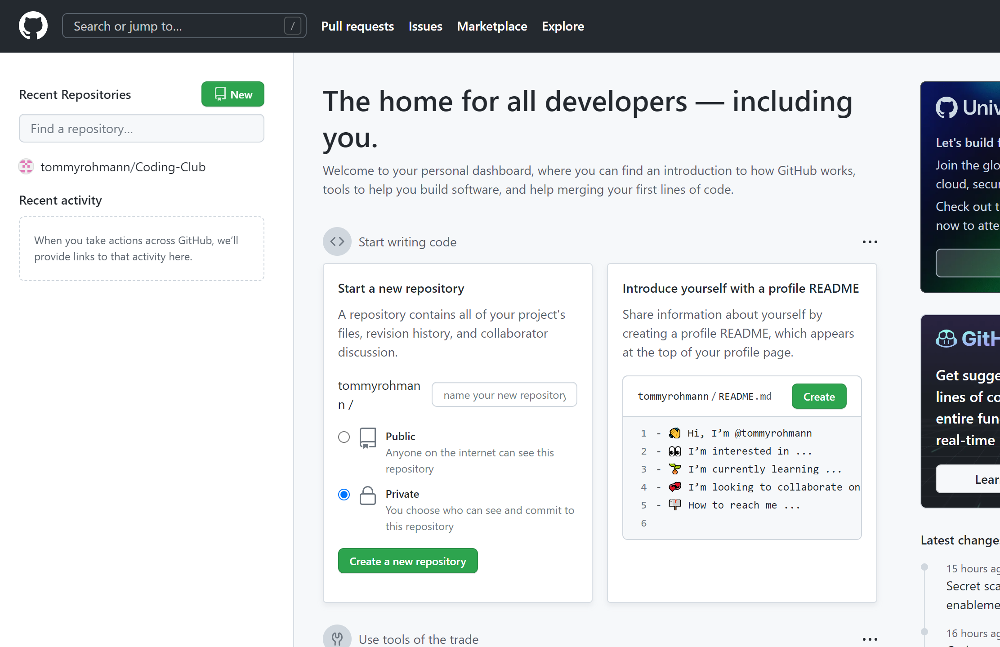 Search or jump to...
/
Pull requests
Issues
Marketplace
Explore
Recent Repositories
New
Find a repository...
tommyrohmann/Coding-Club
Recent activity
When you take actions across GitHub, we’ll
provide links to that activity here.
The home for all developers — including
you.
Welcome to your personal dashboard, where you can find an introduction to how GitHub works,
tools to help you build software, and help merging your first lines of code.
Start writing code
Start a new repository
A repository contains all of your project's
files, revision history, and collaborator
discussion.
tommyrohman
n /
name your new repository
Public
Anyone on the internet can see this
repository
Private
You choose who can see and commit to
this repository
Create a new repository
Introduce yourself with a profile README
Share information about yourself by
creating a profile README, which appears
at the top of your profile page.
tommyrohmann / README.md
Create
1 - 👋 Hi, I’m @tommyrohmann
2 - 👀 I’m interested in ...
3 - 🌱 I’m currently learning ...
4 - 💞️ I’m looking to collaborate on
5 - 📫 How to reach me ...
6
Use tools of the trade
Univ
Let's build f
Join the glo
cloud, secur
Check out t
now to atte
GitH
Get sugge
lines of co
entire fun
real-time
Lear
Latest change
15 hours ag
Secret sca
enableme
16 hours ag